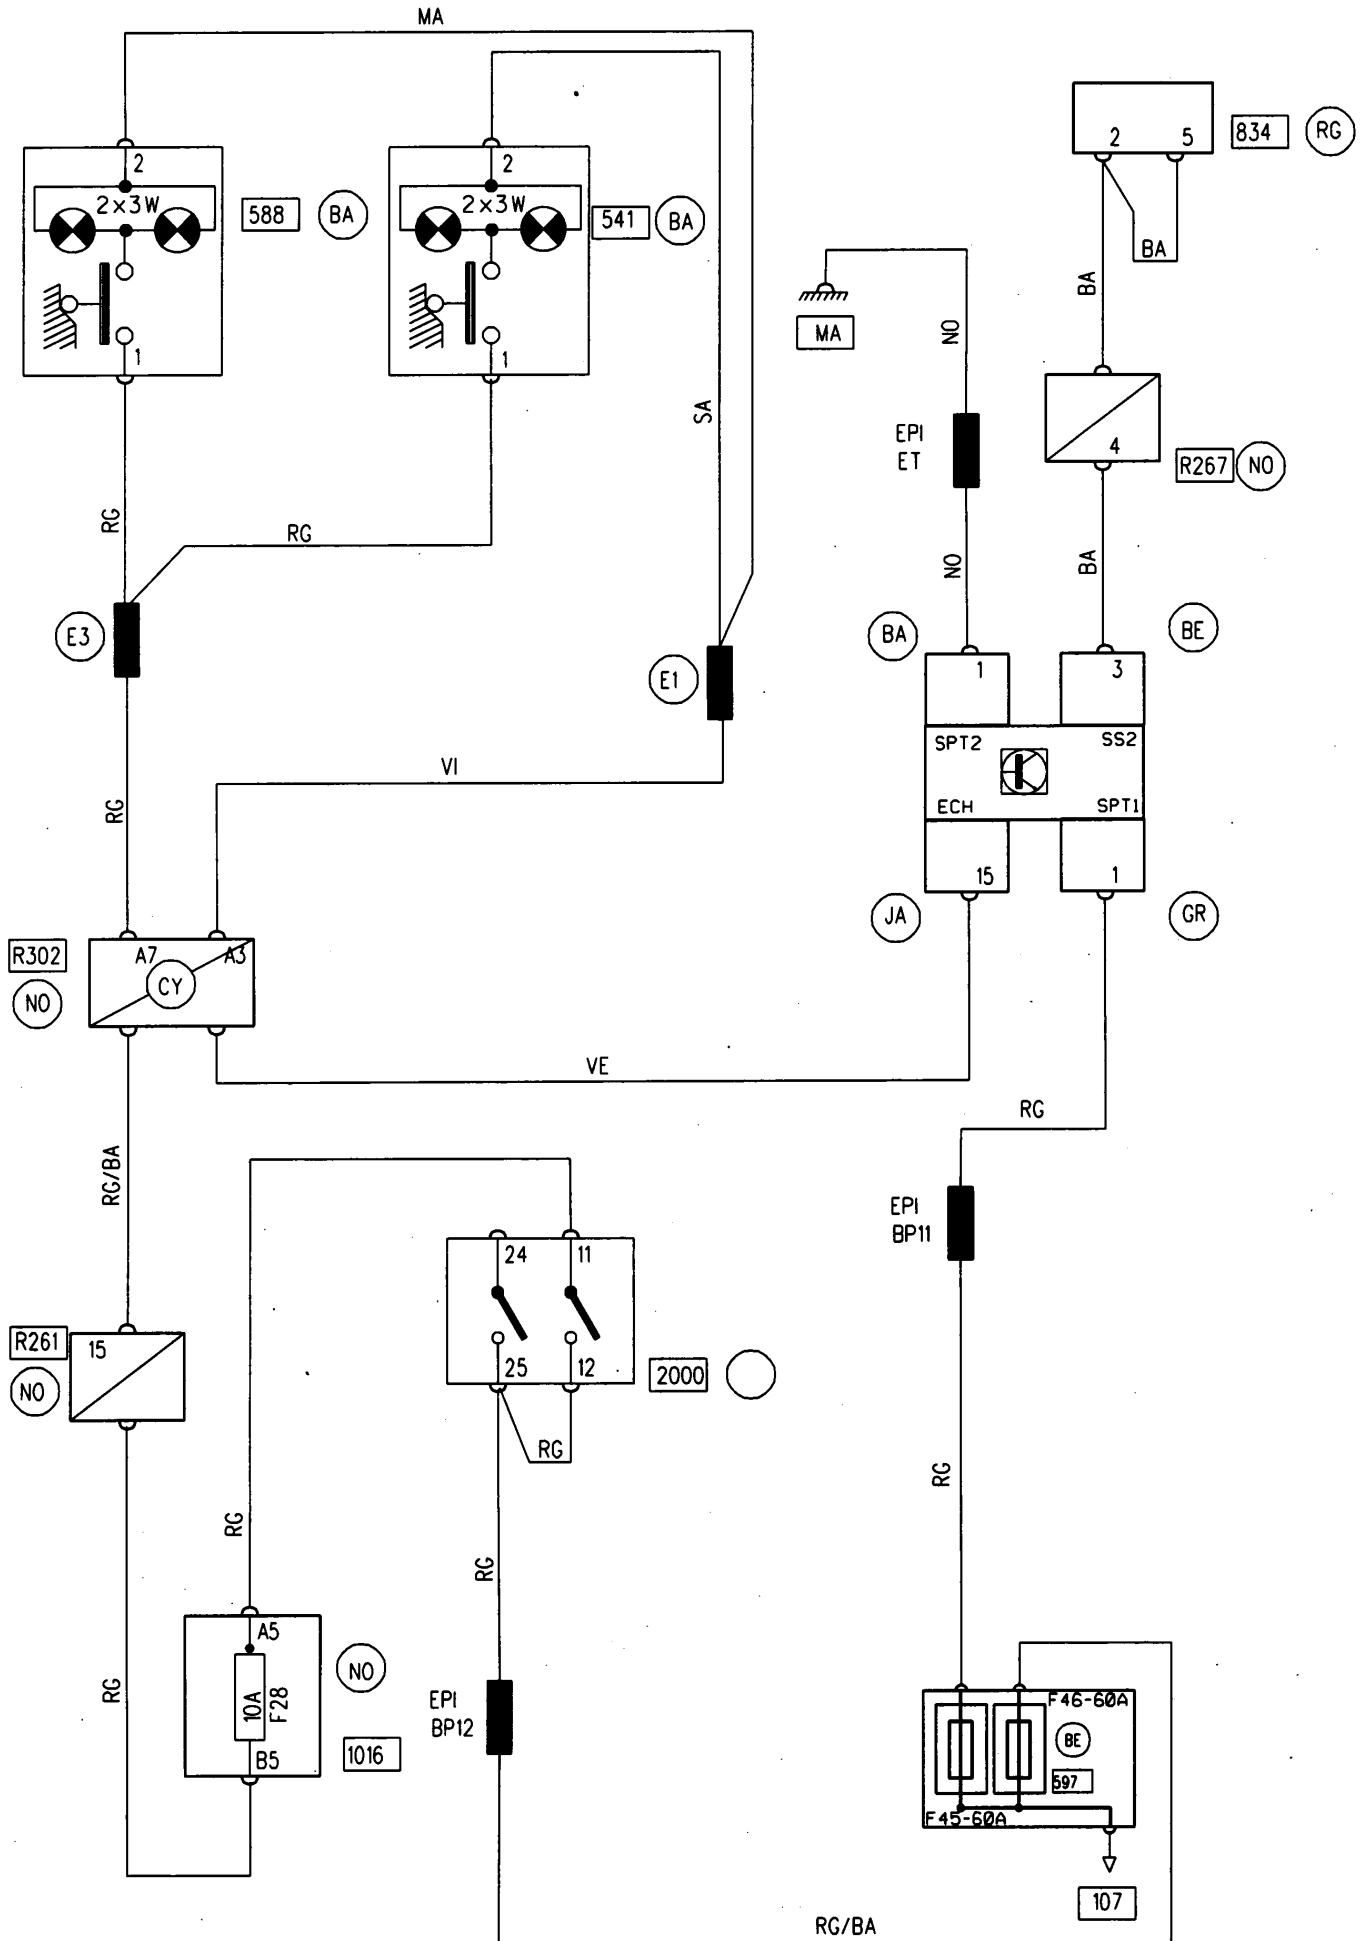 MA
2
2x3W
1
588
BA
2
2x3W
1
541
BA
2 5
834
RG
BA
BA
MA
NO
SA
EPI
ET
4
R267
NO
RG
RG
NO
BA
E3
E1
BA
BE
1
3
SPT2
SS2
ECH
SPT1
15
1
JA
GR
VI
RG
R302
NO
A7
A3
CY
VE
RG
RG/BA
EPI
BP11
24
11
25
12
2000
RG
R261
15
NO
RG
RG
RG
RG
A5
10A
F28
B5
NO
1016
EPI
BP12
F46-60A
BE
597
F45-60A
107
RG/BA